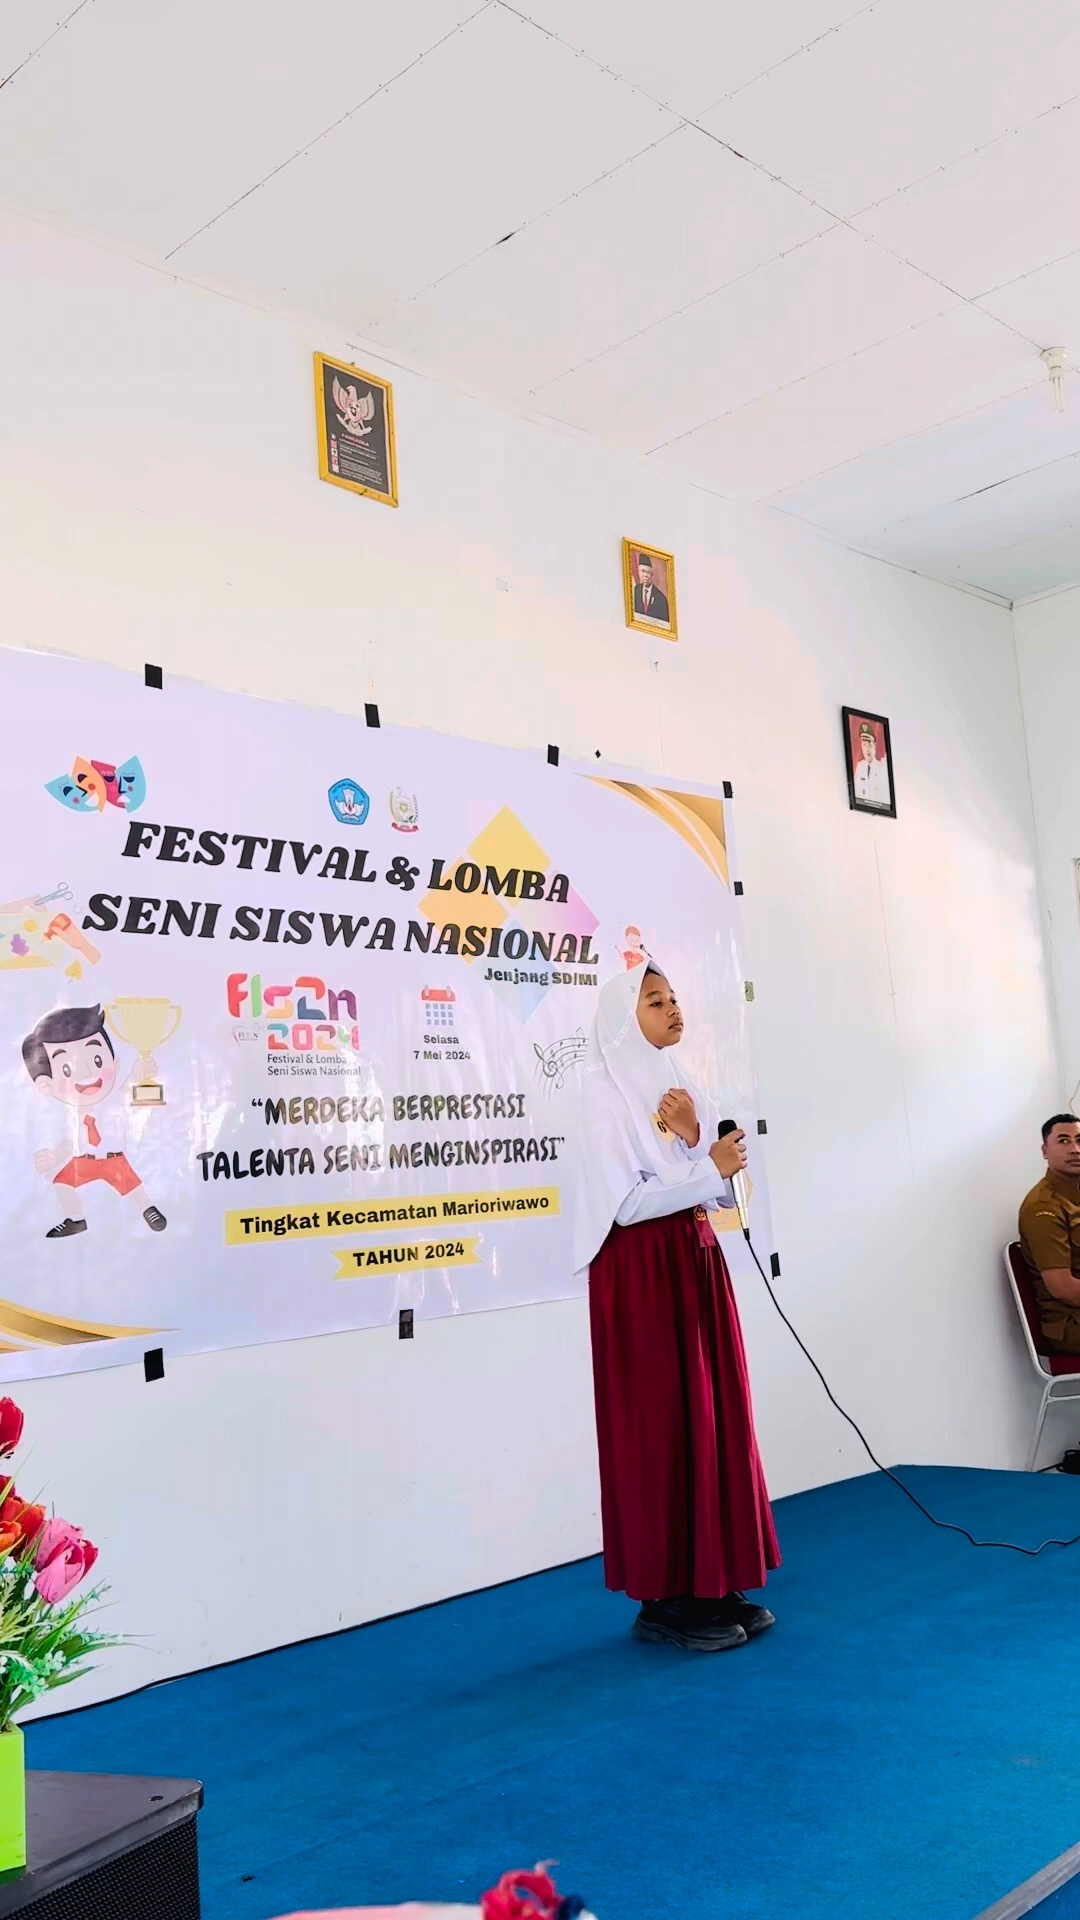 PANCASILA
FESTIVAL & LOMBA
SENI SISWA NASIONAL
Jenjang SD/MI
FLS2N
2024
Festival & Lomba
Seni Siswa Nasional
Selasa
7 Mei 2024
"MERDEKA BERPRESTASI
TALENTA SENI MENGINSPIRASI"
Tingkat Kecamatan Marioriwawo
TAHUN 2024